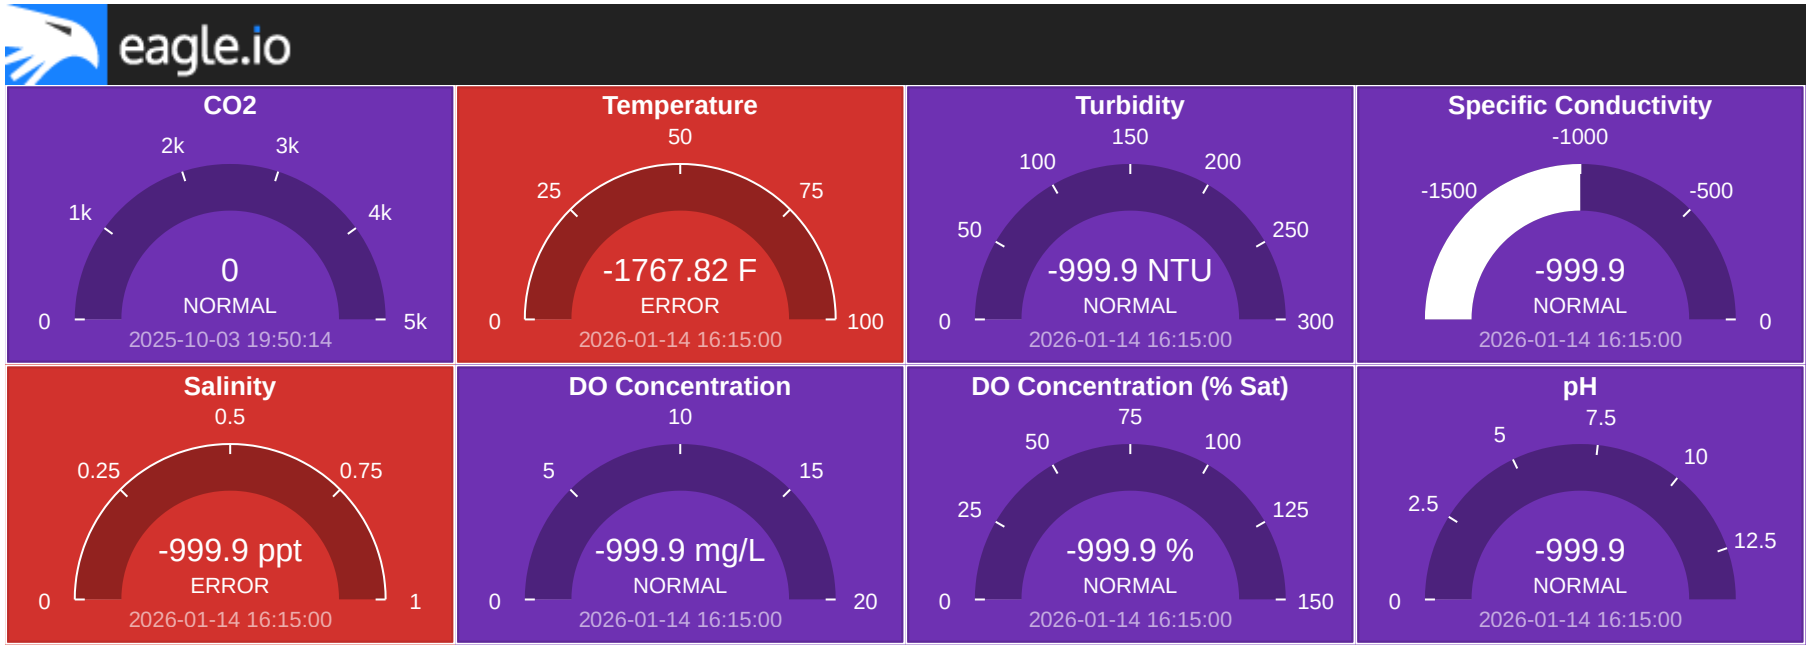 eagle.io
CO2
2k 3k
1k 4k
0
NORMAL
0 5k
2025-10-03 19:50:14
Temperature
50
25 75
-1767.82 F
ERROR
0 100
2026-01-14 16:15:00
Turbidity
150
100 200
50 250
-999.9 NTU
NORMAL
0 300
2026-01-14 16:15:00
Specific Conductivity
-1000
-1500 -500
-999.9
NORMAL
0
2026-01-14 16:15:00
Salinity
0.5
0.25 0.75
-999.9 ppt
ERROR
0 1
2026-01-14 16:15:00
DO Concentration
10
5 15
-999.9 mg/L
NORMAL
0 20
2026-01-14 16:15:00
DO Concentration (% Sat)
75
50 100
25 125
-999.9 %
NORMAL
0 150
2026-01-14 16:15:00
pH
7.5
5 10
2.5 12.5
-999.9
NORMAL
0
2026-01-14 16:15:00